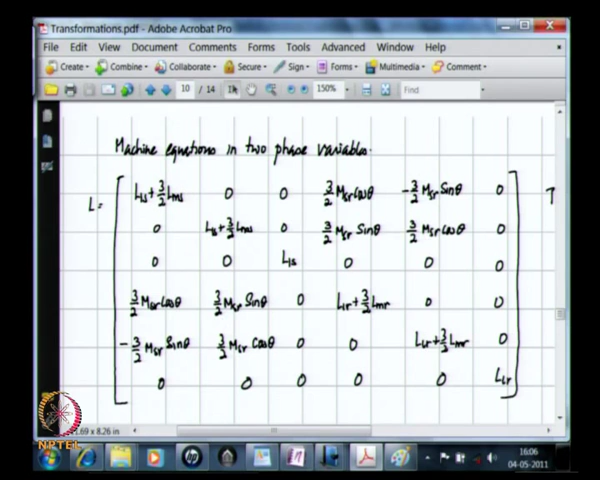 Transformations.pdf - Adobe Acrobat Pro
File Edit View Document Comments Forms Tools Advanced Window Help
Create Combine Collaborate Secure Sign Forms Multimedia Comment
10 / 14 150% Find
Machine equations in two phase variables.
L = [ Lls+3/2 Lms 0 0 3/2 Msr cosθ -3/2 Msr Sinθ 0 ] T
0 Lls+3/2 Lms 0 3/2 Msr Sinθ 3/2 Msr cosθ 0
0 0 Lls 0 0 0
3/2 Msr cosθ 3/2 Msr Sinθ 0 Llr+3/2 Lmr 0 0
-3/2 Msr Sinθ 3/2 Msr cosθ 0 0 Llr+3/2 Lmr 0
0 0 0 0 0 Llr
1.69 x 8.26 in
NPTEL
16:06
04-05-2011